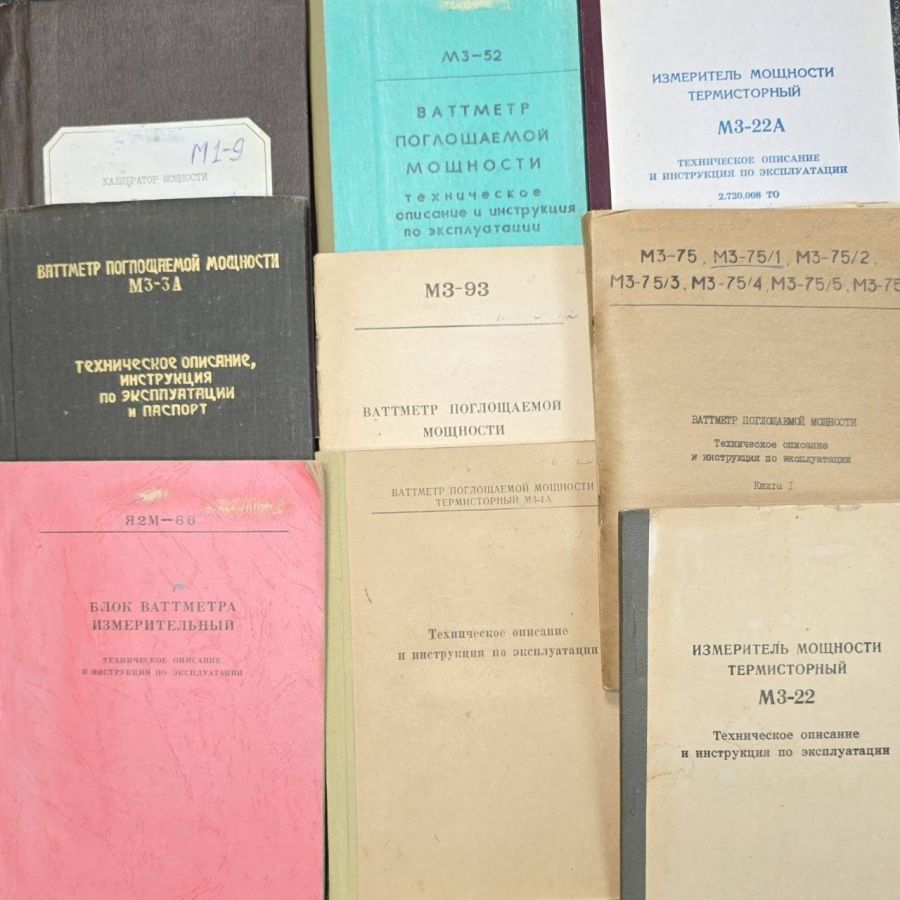 М1-9
КАЛИБРАТОР МОЩНОСТИ
М3-52
ВАТТМЕТР
ПОГЛОЩАЕМОЙ
МОЩНОСТИ
техническое
описание и инструкция
по эксплуатации
ИЗМЕРИТЕЛЬ МОЩНОСТИ
ТЕРМИСТОРНЫЙ
М3-22А
ТЕХНИЧЕСКОЕ ОПИСАНИЕ
И ИНСТРУКЦИЯ ПО ЭКСПЛУАТАЦИИ
2.720.008 ТО
ВАТТМЕТР ПОГЛОЩАЕМОЙ МОЩНОСТИ
М3-3А
ТЕХНИЧЕСКОЕ ОПИСАНИЕ,
ИНСТРУКЦИЯ
ПО ЭКСПЛУАТАЦИИ
И ПАСПОРТ
М3-93
ВАТТМЕТР ПОГЛОЩАЕМОЙ
МОЩНОСТИ
М3-75, М3-75/1, М3-75/2,
М3-75/3, М3-75/4, М3-75/5, М3-75
ВАТТМЕТР ПОГЛОЩАЕМОЙ МОЩНОСТИ
Техническое описание
и инструкция по эксплуатации
Книга I
Я2М-66
БЛОК ВАТТМЕТРА
ИЗМЕРИТЕЛЬНЫЙ
ТЕХНИЧЕСКОЕ ОПИСАНИЕ
И ИНСТРУКЦИЯ ПО ЭКСПЛУАТАЦИИ
ВАТТМЕТР ПОГЛОЩАЕМОЙ МОЩНОСТИ
ТЕРМИСТОРНЫЙ М3-1А
Техническое описание
и инструкция по эксплуатации
ИЗМЕРИТЕЛЬ МОЩНОСТИ
ТЕРМИСТОРНЫЙ
М3-22
Техническое описание
и инструкция по эксплуатации